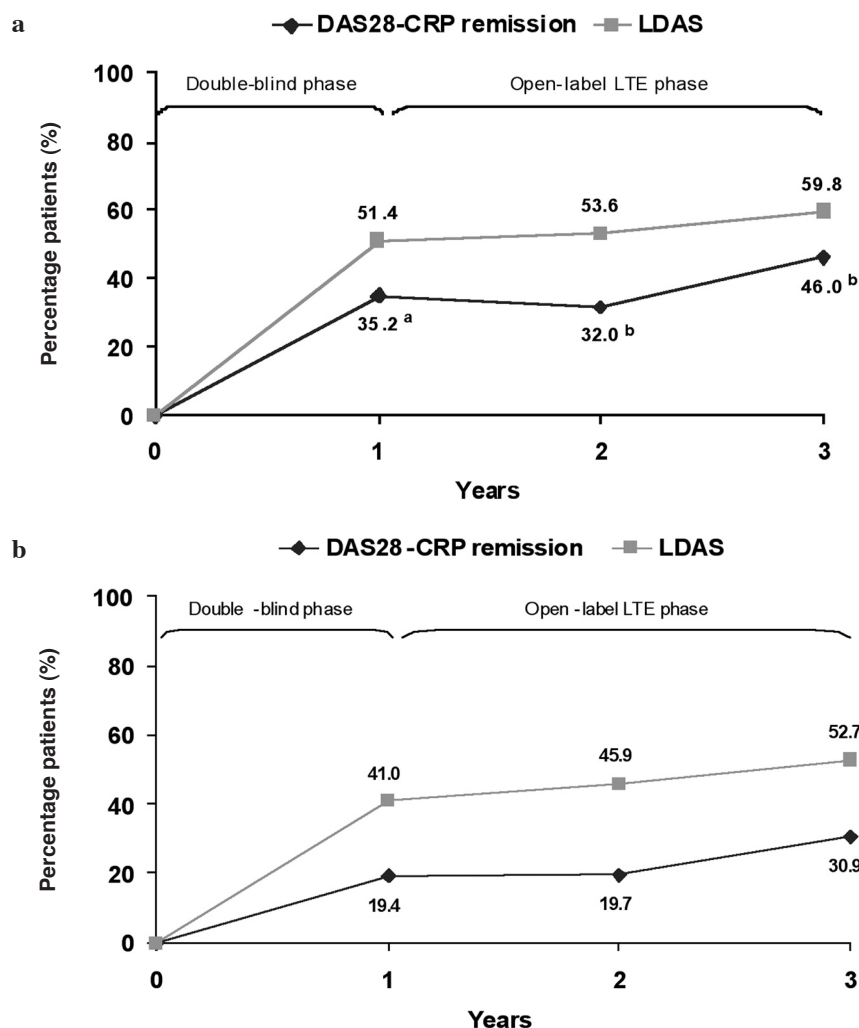 a
DAS28-CRP remission LDAS
Double-blind phase Open-label LTE phase
Percentage patients (%)
100
80
60
40
20
0
51.4 53.6 59.8
35.2 a 32.0 b 46.0 b
0 1 2 3
Years
b
DAS28-CRP remission LDAS
Double-blind phase Open-label LTE phase
Percentage patients (%)
100
80
60
40
20
0
41.0 45.9 52.7
19.4 19.7 30.9
0 1 2 3
Years